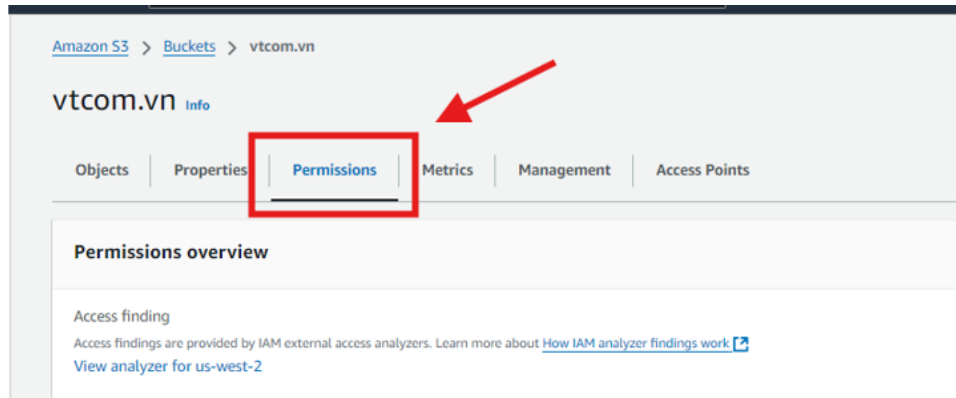 Amazon S3 > Buckets > vtcom.vn
vtcom.vn Info
Objects Properties Permissions Metrics Management Access Points
Permissions overview
Access finding
Access findings are provided by IAM external access analyzers. Learn more about How IAM analyzer findings work
View analyzer for us-west-2